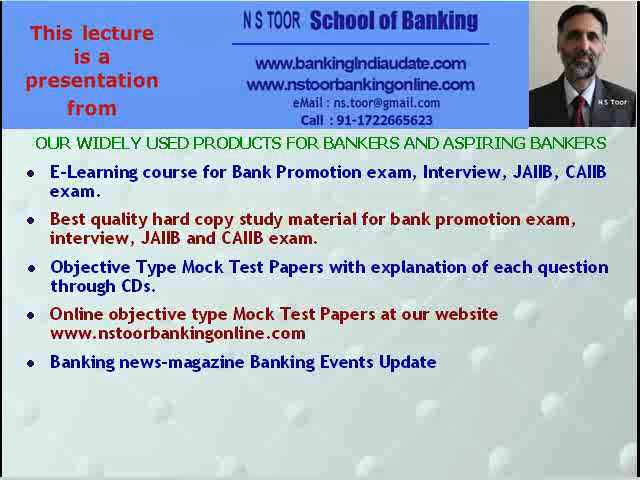 This lecture
is a
presentation
from
N S TOOR School of Banking
www.bankingIndiaudate.com
www.nstoorbankingonline.com
eMail : ns.toor@gmail.com
Call : 91-1722665623
N S Toor
OUR WIDELY USED PRODUCTS FOR BANKERS AND ASPIRING BANKERS
• E-Learning course for Bank Promotion exam, Interview, JAIIB, CAIIB
exam.
• Best quality hard copy study material for bank promotion exam,
interview, JAIIB and CAIIB exam.
• Objective Type Mock Test Papers with explanation of each question
through CDs.
• Online objective type Mock Test Papers at our website
www.nstoorbankingonline.com
• Banking news-magazine Banking Events Update